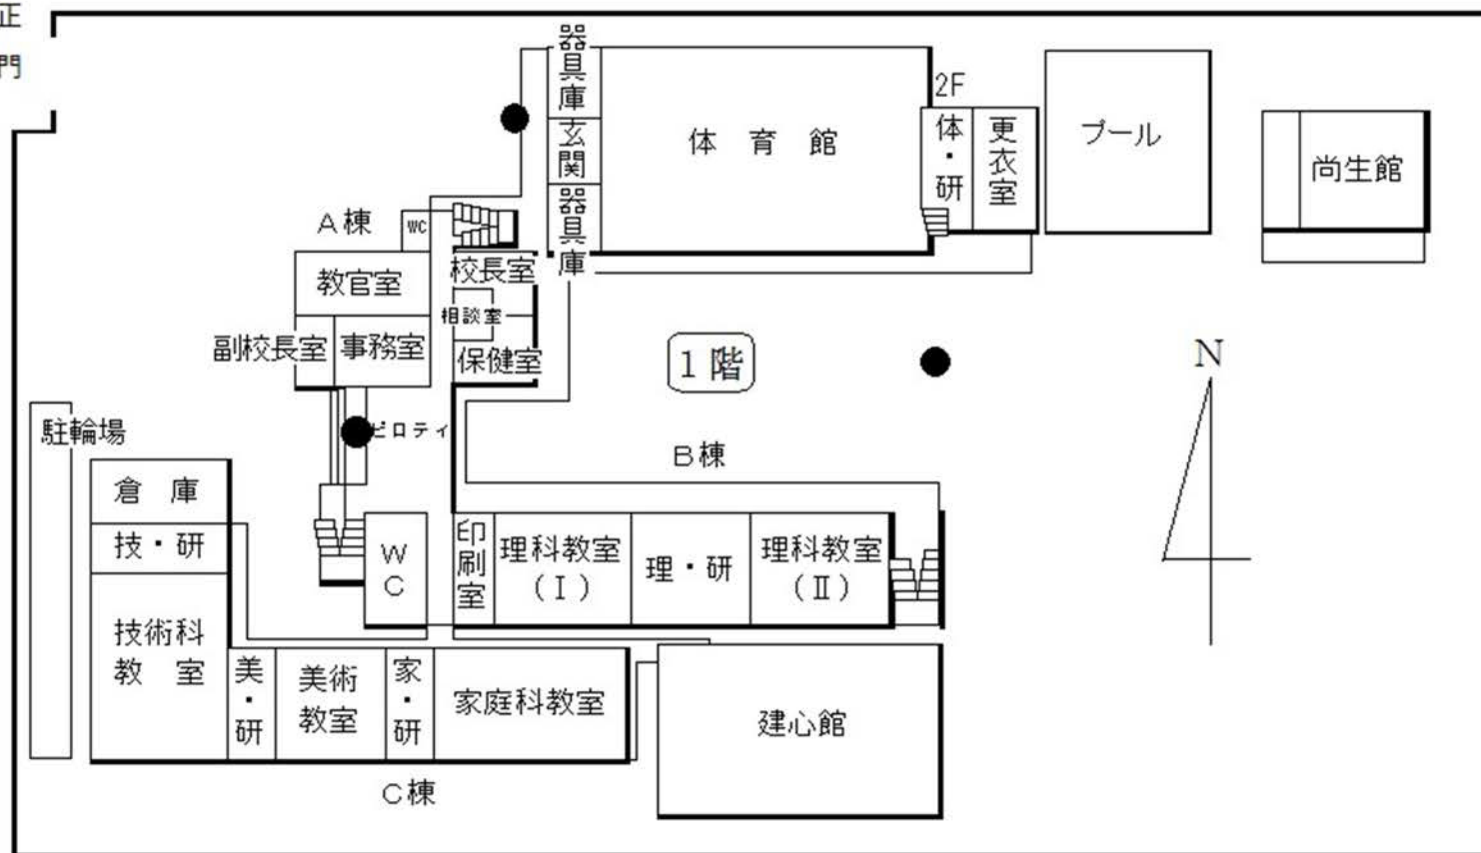 正
門
器具庫
玄関
器具庫
体 育 館
2F
体・研
更衣室
プール
尚生館
A棟
WC
教官室
校長室
相談室
副校長室
事務室
保健室
1 階
N
ピロティ
駐輪場
B棟
倉 庫
技・研
技術科
教 室
WC
印刷室
理科教室
(Ⅰ)
理・研
理科教室
(Ⅱ)
美・研
美術
教室
家・研
家庭科教室
建心館
C棟